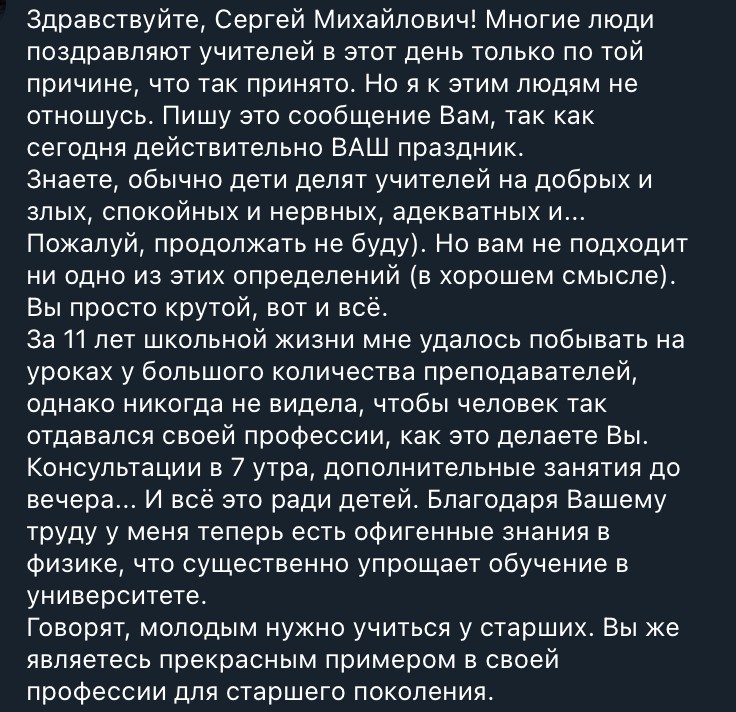 Здравствуйте, Сергей Михайлович! Многие люди
поздравляют учителей в этот день только по той
причине, что так принято. Но я к этим людям не
отношусь. Пишу это сообщение Вам, так как
сегодня действительно ВАШ праздник.
Знаете, обычно дети делят учителей на добрых и
злых, спокойных и нервных, адекватных и...
Пожалуй, продолжать не буду). Но вам не подходит
ни одно из этих определений (в хорошем смысле).
Вы просто крутой, вот и всё.
За 11 лет школьной жизни мне удалось побывать на
уроках у большого количества преподавателей,
однако никогда не видела, чтобы человек так
отдавался своей профессии, как это делаете Вы.
Консультации в 7 утра, дополнительные занятия до
вечера... И всё это ради детей. Благодаря Вашему
труду у меня теперь есть офигенные знания в
физике, что существенно упрощает обучение в
университете.
Говорят, молодым нужно учиться у старших. Вы же
являетесь прекрасным примером в своей
профессии для старшего поколения.